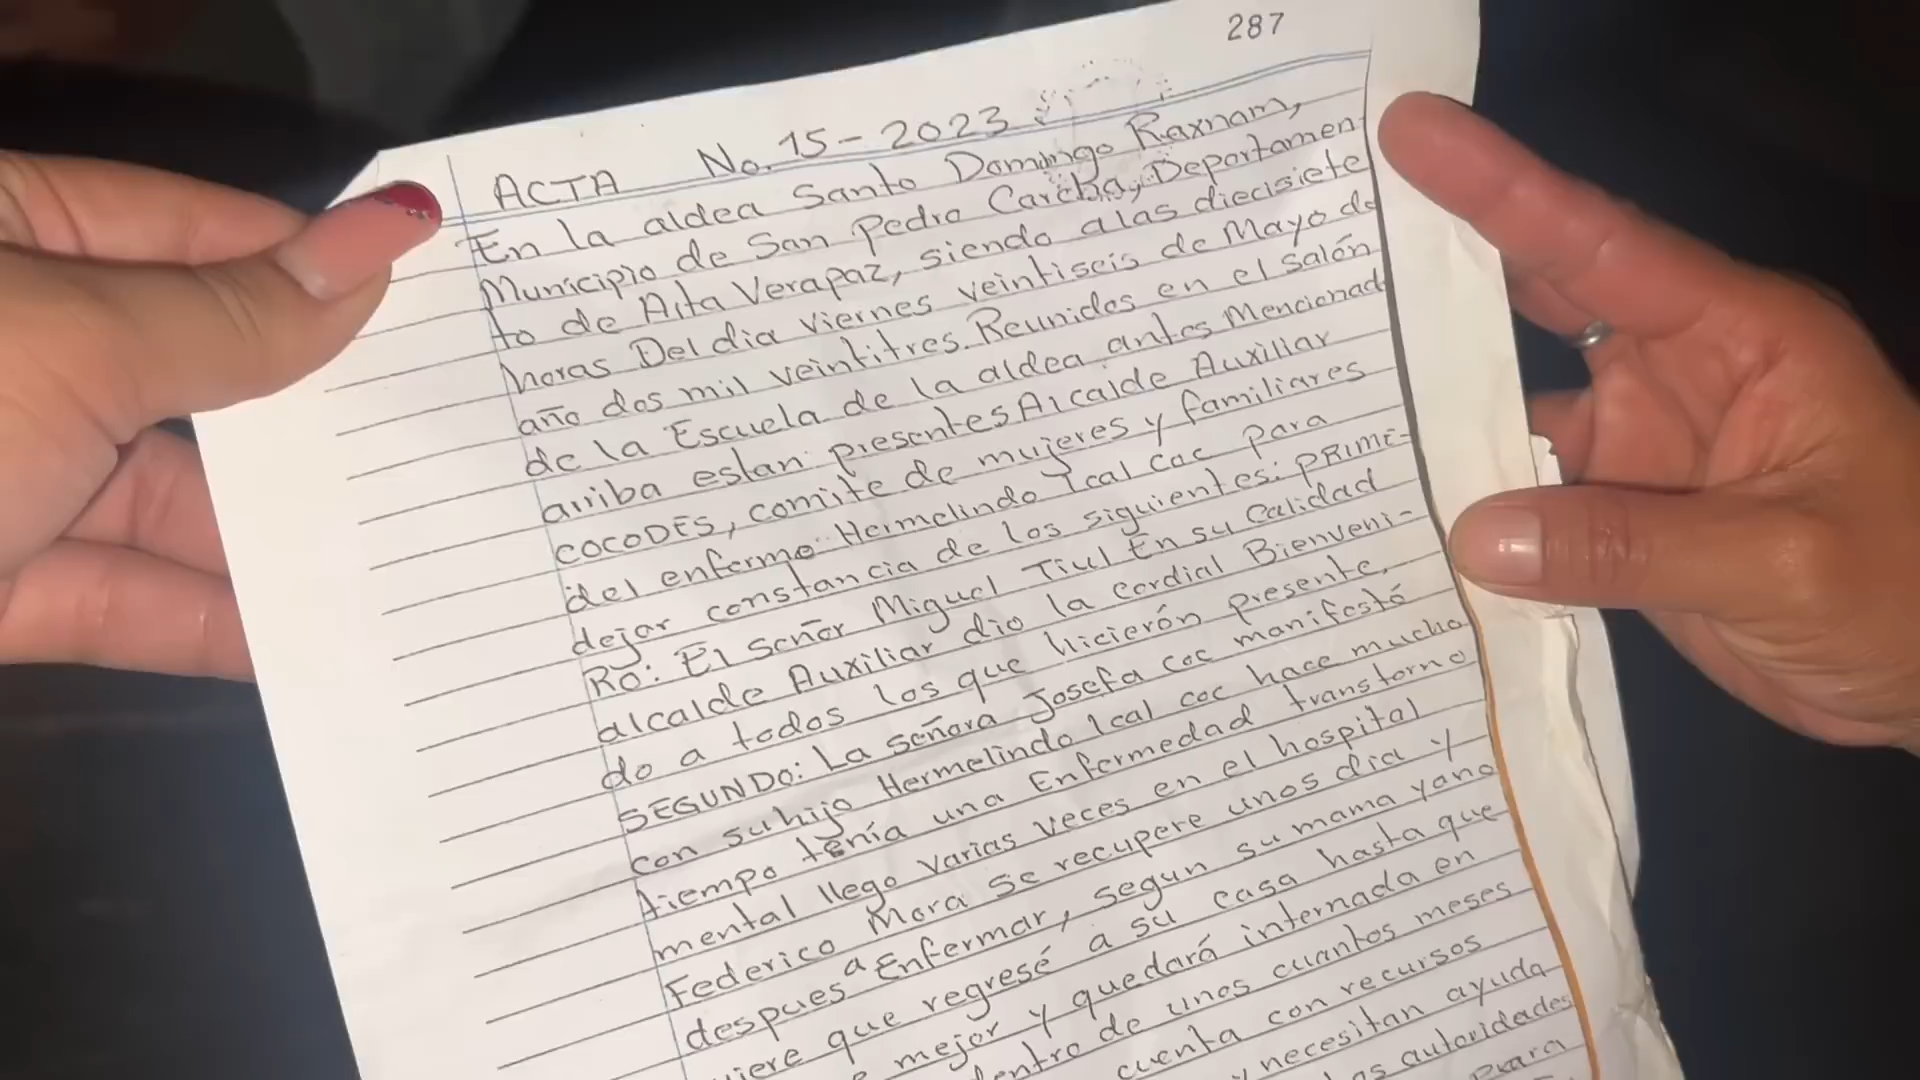 287
ACTA No. 15-2023
En la aldea Santo Domingo Raxnam,
Municipio de San Pedro Carcha, Departamen-
to de Alta Verapaz, siendo alas diecisiete
horas Del dia viernes veintiseis de Mayo de
año dos mil veintitres. Reunidos en el salón
de la Escuela de la aldea antes Mencionad
arriba estan presentes Alcalde Auxiliar
COCODES, comite de mujeres y familiares
del enfermo Hermelindo Ical Coc para
dejar constancia de los siguientes: PRIME-
RO: El señor Miguel Tiul En su Calidad
alcalde Auxiliar dio la cordial Bienveni-
do a todos los que hicierón presente.
SEGUNDO: La señora Josefa Coc manifestó
con su hijo Hermelindo Ical coc hace mucho
tiempo tenía una Enfermedad transtorno
mental llego varias veces en el hospital
Federico Mora se recupere unos dia y
despues a Enfermar, segun su mama yano
quiere que regresé a su casa hasta que
mejor y quedará internada en
dentro de unos cuantos meses
cuenta con recursos
y necesitan ayuda
las autoridades
para